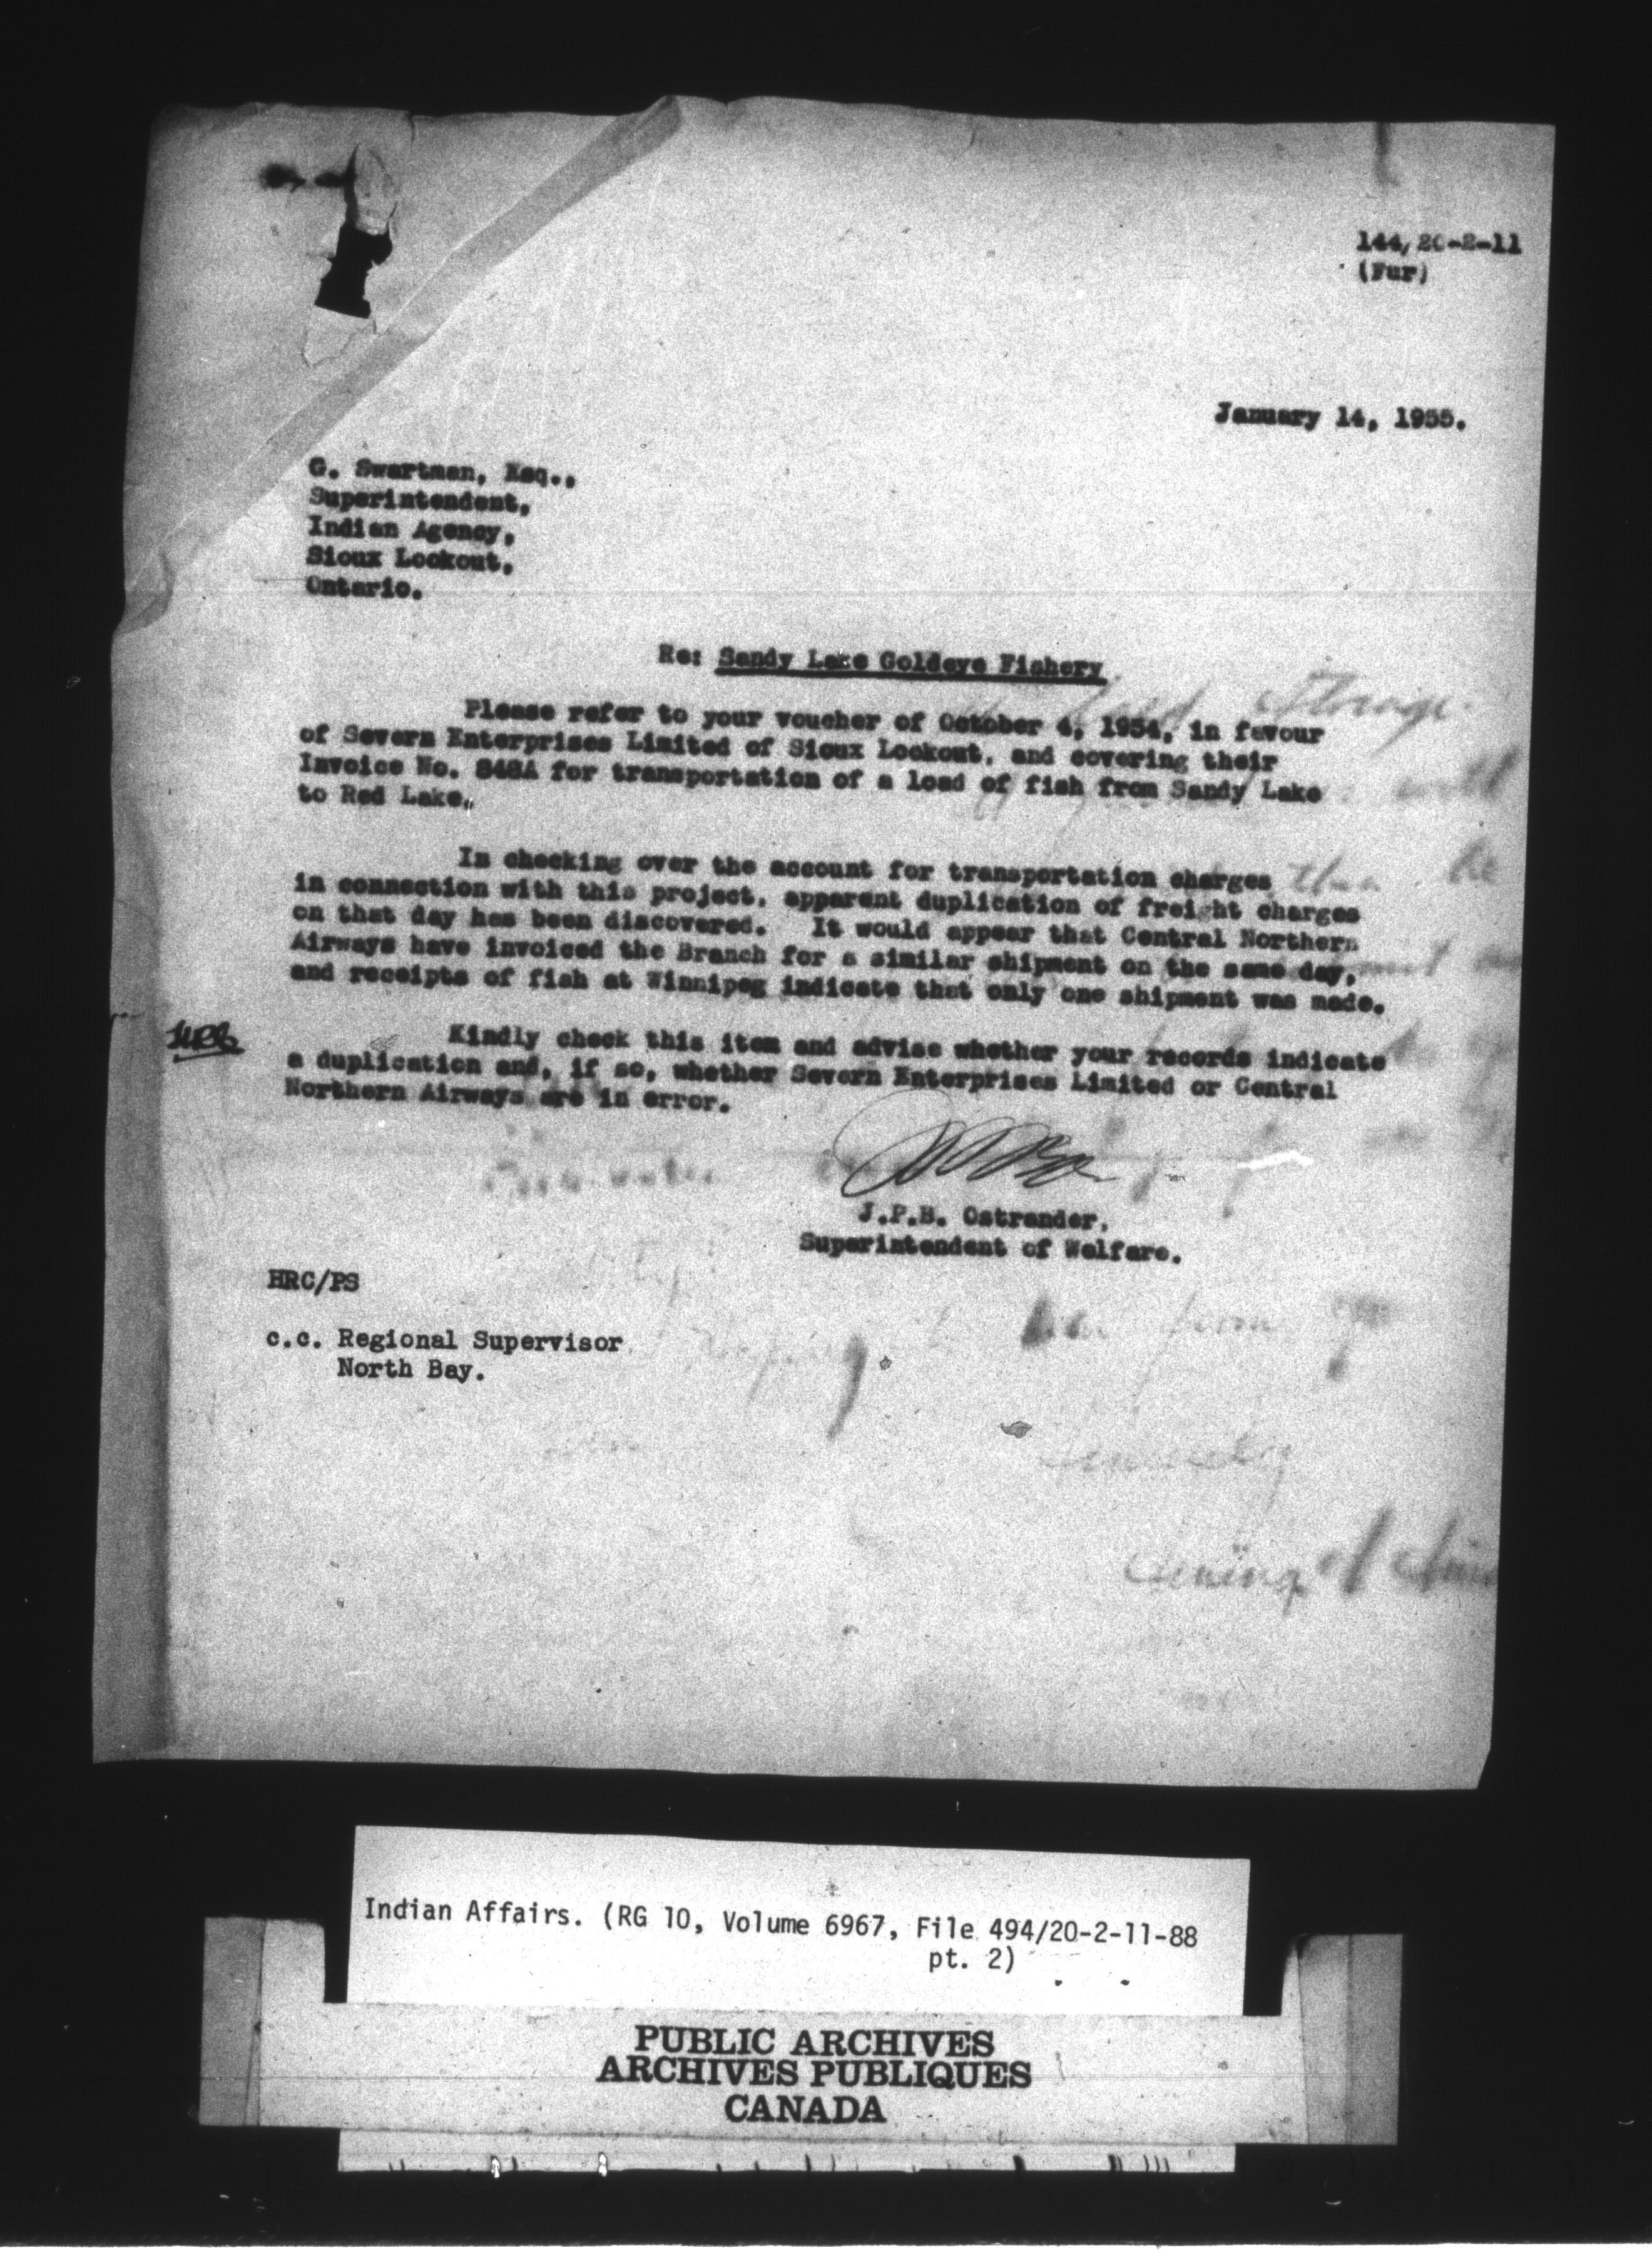 144/20-2-11
(Fur)
January 14, 1955.
G. Swartman, Esq.,
Superintendent,
Indian Agency,
Sioux Lookout,
Ontario.
Re: Sandy Lake Goldeye Fishery
Please refer to your voucher of October 4, 1954, in favour
of Severn Enterprises Limited of Sioux Lookout, and covering their
Invoice No. 848A for transportation of a load of fish from Sandy Lake
to Red Lake.
In checking over the account for transportation charges
in connection with this project, apparent duplication of freight charges
on that day has been discovered. It would appear that Central Northern
Airways have invoiced the Branch for a similar shipment on the same day,
and receipts of fish at Winnipeg indicate that only one shipment was made.
Kindly check this item and advise whether your records indicate
a duplication and, if so, whether Severn Enterprises Limited or Central
Northern Airways are in error.
J.P.B. Ostrander,
Superintendent of Welfare.
HRC/PS
c.c. Regional Supervisor
North Bay.
Indian Affairs. (RG 10, Volume 6967, File 494/20-2-11-88
pt. 2)
PUBLIC ARCHIVES
ARCHIVES PUBLIQUES
CANADA